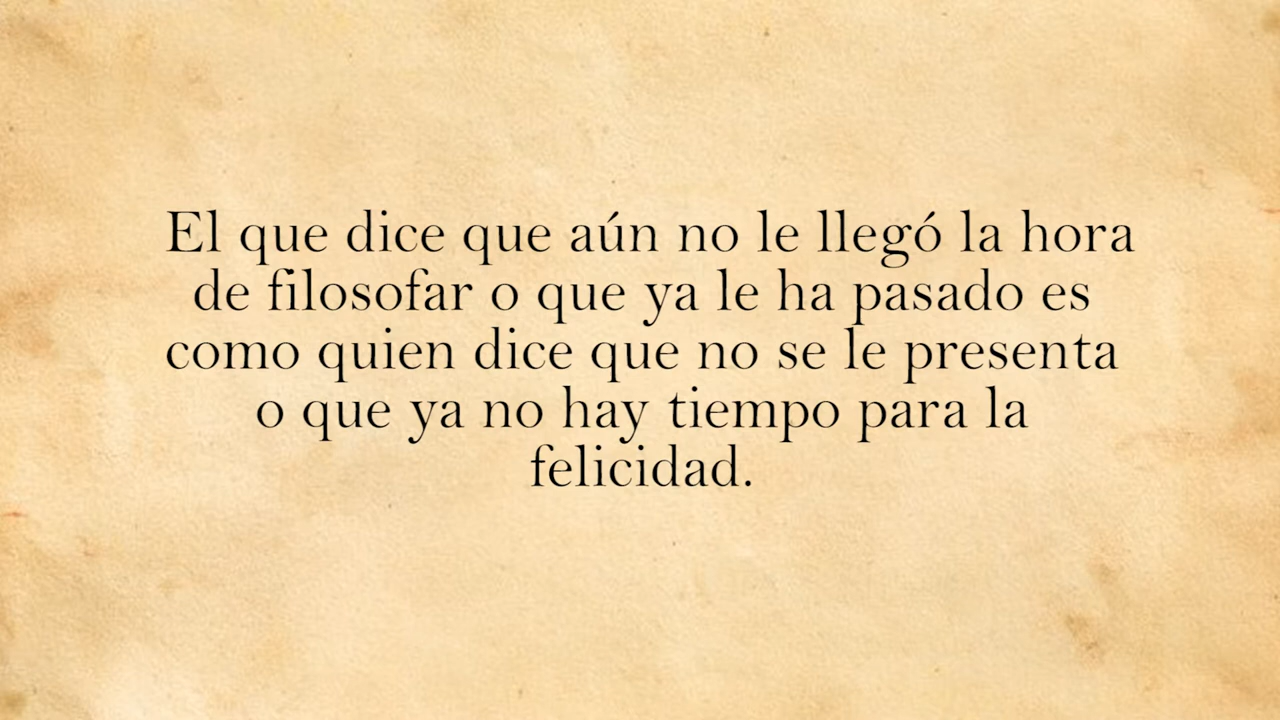 El que dice que aún no le llegó la hora
de filosofar o que ya le ha pasado es
como quien dice que no se le presenta
o que ya no hay tiempo para la
felicidad.